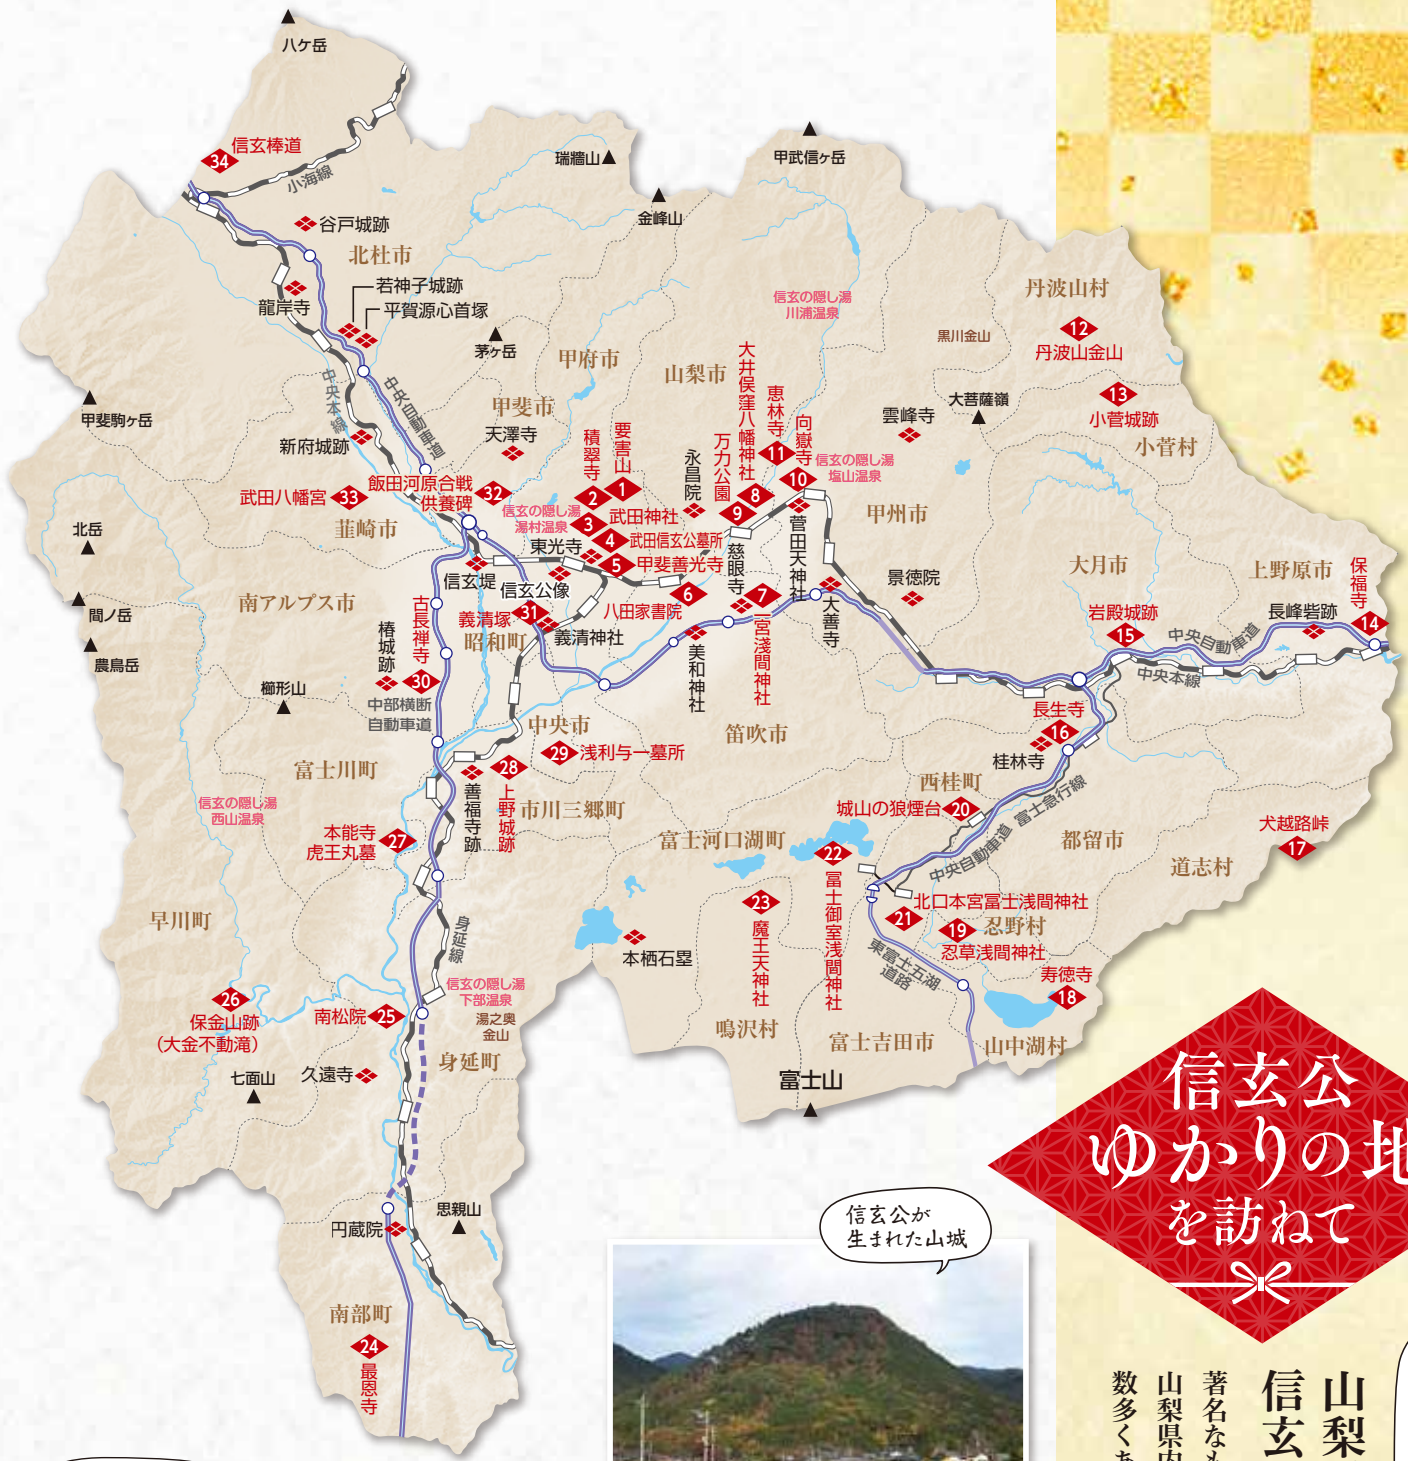 八ケ岳
34
信玄棒道
小海線
瑞牆山
甲武信ケ岳
金峰山
谷戸城跡
北杜市
若神子城跡
平賀源心首塚
龍岸寺
茅ケ岳
甲府市
山梨市
信玄の隠し湯
川浦温泉
黒川金山
丹波山村
12
丹波山金山
13
小菅城跡
小菅村
大菩薩嶺
雲峰寺
甲斐駒ヶ岳
中央本線
中央自動車道
甲斐市
天澤寺
新府城跡
武田八幡宮
33
韮崎市
飯田河原合戦
供養碑
32
信玄の隠し湯
湯村温泉
積翠寺
2
要害山
1
3
武田神社
4
武田信玄公墓所
5
甲斐善光寺
東光寺
永昌院
万力公園
9
大井俣窪八幡神社
8
恵林寺
11
向嶽寺
10
信玄の隠し湯
塩山温泉
菅田天神社
甲州市
北岳
間ノ岳
農鳥岳
南アルプス市
信玄堤
信玄公像
義清塚
31
義清神社
昭和町
八田家書院
6
慈眼寺
7
一宮浅間神社
美和神社
大善寺
景徳院
大月市
岩殿城跡
15
中央自動車道
中央本線
上野原市
長峰砦跡
保福寺
14
古長禅寺
30
椿城跡
櫛形山
中部横断
自動車道
中央市
29
浅利与一墓所
笛吹市
長生寺
16
桂林寺
富士川町
28
上野城跡
善福寺跡
市川三郷町
信玄の隠し湯
西山温泉
本能寺
虎王丸墓
27
富士河口湖町
西桂町
城山の狼煙台
20
富士急行線
中央自動車道
都留市
道志村
犬越路峠
17
22
冨士御室浅間神社
23
魔王天神社
21
北口本宮冨士浅間神社
19
忍野村
忍草浅間神社
東富士五湖
道路
寿徳寺
18
早川町
身延線
本栖石塁
信玄の隠し湯
下部温泉
湯之奥
金山
26
保金山跡
(大金不動滝)
南松院
25
鳴沢村
富士吉田市
山中湖村
富士山
七面山
久遠寺
身延町
円蔵院
思親山
南部町
24
最恩寺
信玄公が
生まれた山城
信玄公
ゆかりの地
を訪ねて
山梨
信玄
著名なも
山梨県内
数多くあ